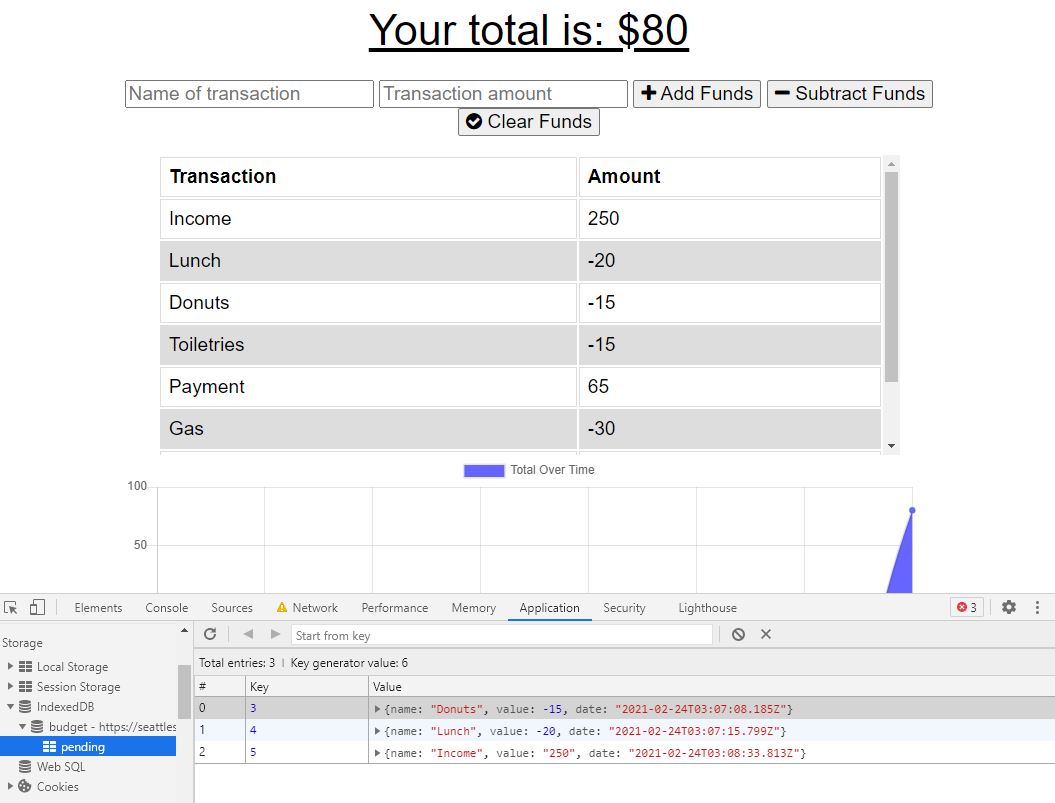 Your total is: $80
Name of transaction Transaction amount Add Funds Subtract Funds
Clear Funds
Transaction Amount
Income 250
Lunch -20
Donuts -15
Toiletries -15
Payment 65
Gas -30
Total Over Time
100
50
Elements Console Sources Network Performance Memory Application Security Lighthouse 3
Storage
Local Storage
Session Storage
IndexedDB
budget - https://seattles
pending
Web SQL
Cookies
Start from key
Total entries: 3 | Key generator value: 6
# Key Value
0 3 {name: "Donuts", value: -15, date: "2021-02-24T03:07:08.185Z"}
1 4 {name: "Lunch", value: -20, date: "2021-02-24T03:07:15.799Z"}
2 5 {name: "Income", value: "250", date: "2021-02-24T03:08:33.813Z"}